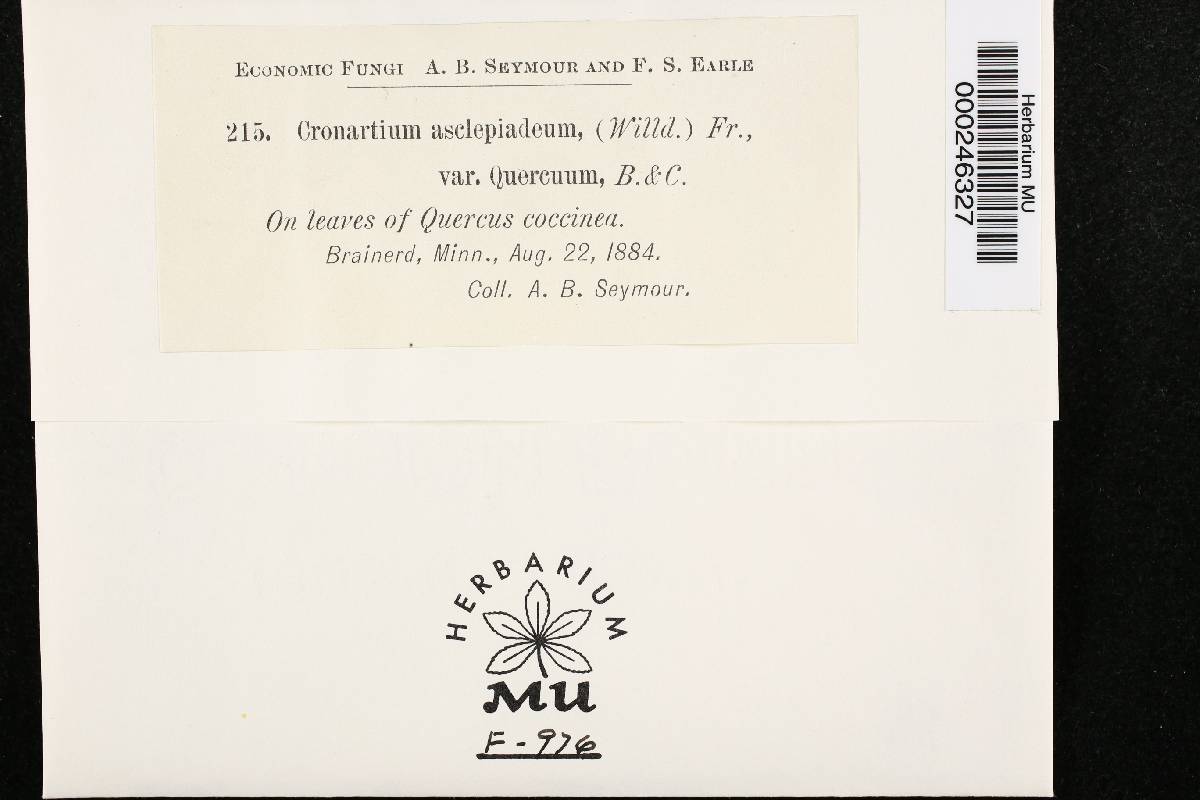 ECONOMIC FUNGI A. B. SEYMOUR AND F. S. EARLE
215. Cronartium asclepiadeum, (Willd.) Fr.,
var. Quercuum, B. & C.
On leaves of Quercus coccinea.
Brainerd, Minn., Aug. 22, 1884.
Coll. A. B. Seymour.
Herbarium MU
000246327
HERBARIUM
MU
F-976